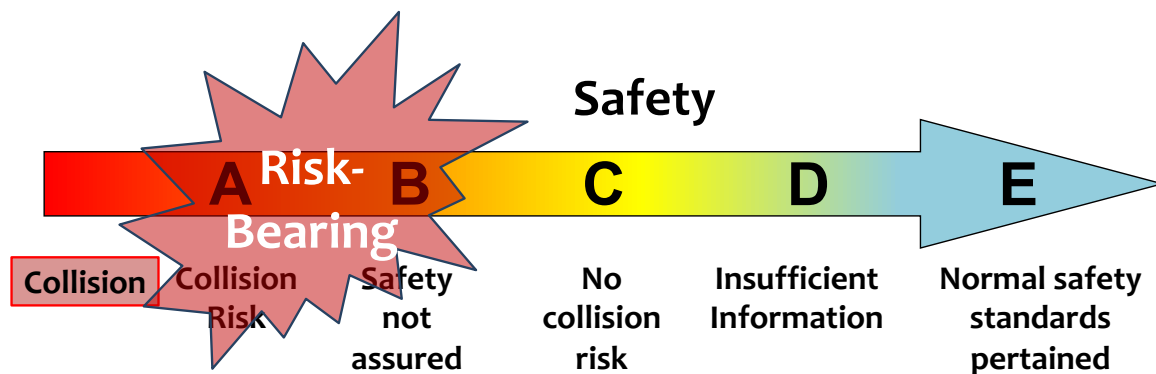 Safety
A
B
C
D
E
Risk-
Bearing
Collision
Collision
Risk
Safety
not
assured
No
collision
risk
Insufficient
Information
Normal safety
standards
pertained